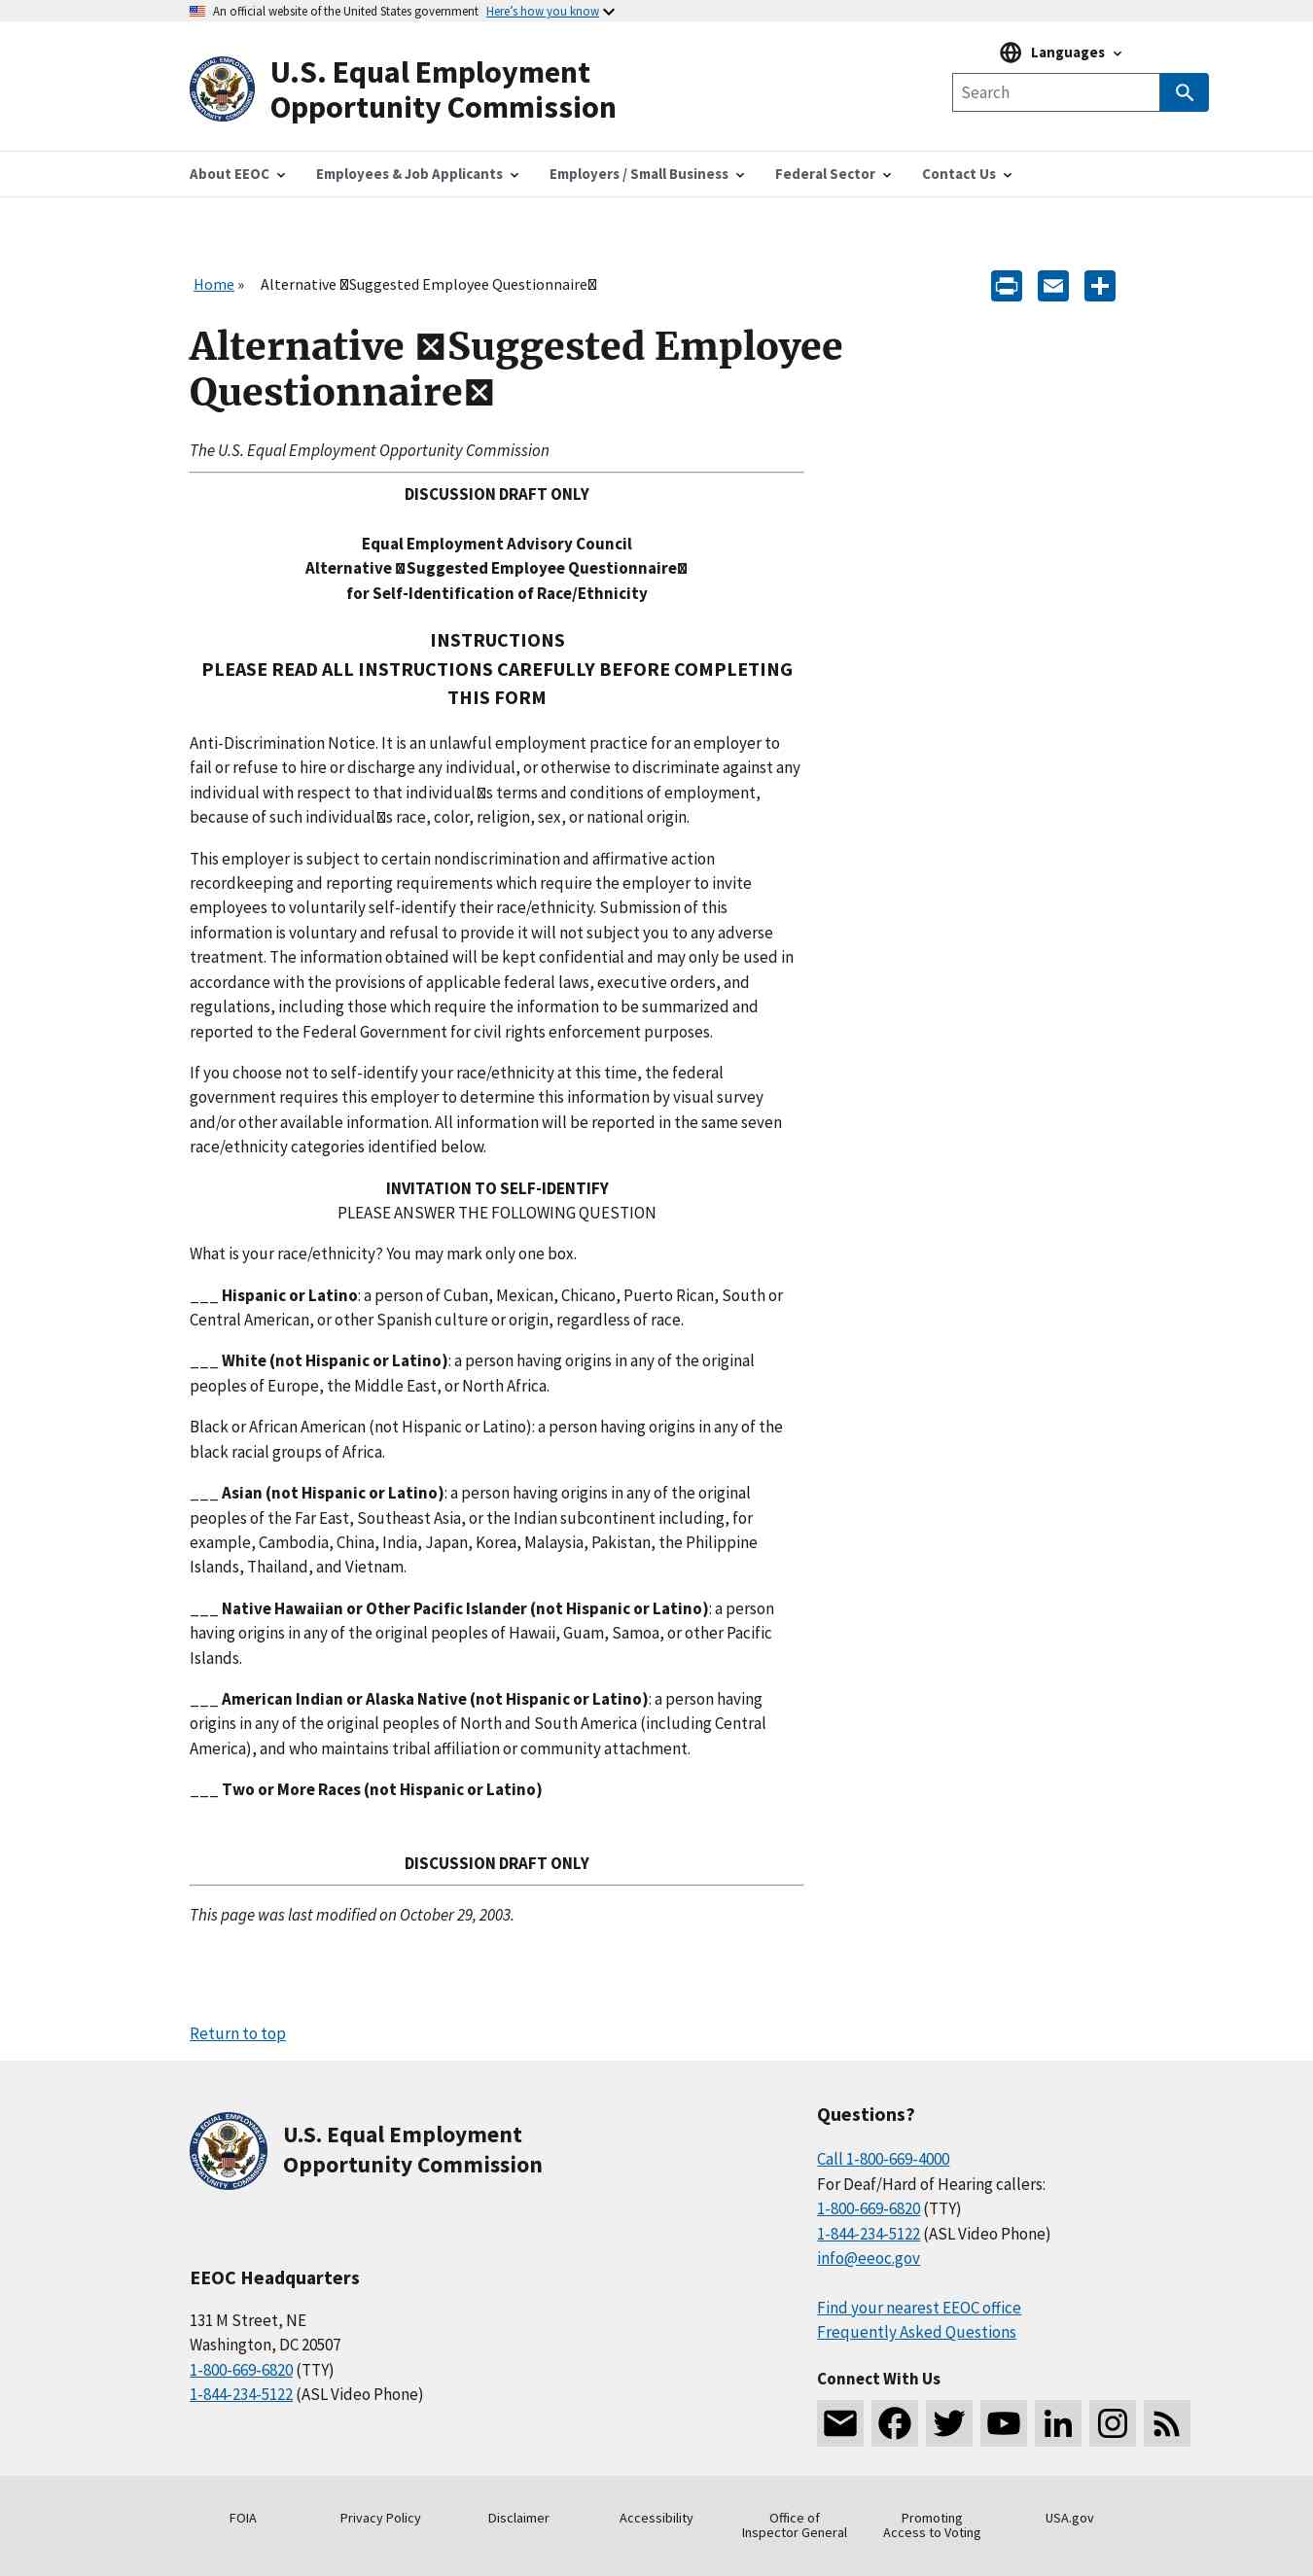 An official website of the United States government Here's how you know
U.S. Equal Employment
Opportunity Commission
Languages
Search
About EEOC
Employees & Job Applicants
Employers / Small Business
Federal Sector
Contact Us
Home » Alternative Suggested Employee Questionnaire
Alternative Suggested Employee
Questionnaire
The U.S. Equal Employment Opportunity Commission
DISCUSSION DRAFT ONLY
Equal Employment Advisory Council
Alternative Suggested Employee Questionnaire
for Self-Identification of Race/Ethnicity
INSTRUCTIONS
PLEASE READ ALL INSTRUCTIONS CAREFULLY BEFORE COMPLETING
THIS FORM
Anti-Discrimination Notice. It is an unlawful employment practice for an employer to
fail or refuse to hire or discharge any individual, or otherwise to discriminate against any
individual with respect to that individuals terms and conditions of employment,
because of such individuals race, color, religion, sex, or national origin.
This employer is subject to certain nondiscrimination and affirmative action
recordkeeping and reporting requirements which require the employer to invite
employees to voluntarily self-identify their race/ethnicity. Submission of this
information is voluntary and refusal to provide it will not subject you to any adverse
treatment. The information obtained will be kept confidential and may only be used in
accordance with the provisions of applicable federal laws, executive orders, and
regulations, including those which require the information to be summarized and
reported to the Federal Government for civil rights enforcement purposes.
If you choose not to self-identify your race/ethnicity at this time, the federal
government requires this employer to determine this information by visual survey
and/or other available information. All information will be reported in the same seven
race/ethnicity categories identified below.
INVITATION TO SELF-IDENTIFY
PLEASE ANSWER THE FOLLOWING QUESTION
What is your race/ethnicity? You may mark only one box.
___ Hispanic or Latino: a person of Cuban, Mexican, Chicano, Puerto Rican, South or
Central American, or other Spanish culture or origin, regardless of race.
___ White (not Hispanic or Latino): a person having origins in any of the original
peoples of Europe, the Middle East, or North Africa.
Black or African American (not Hispanic or Latino): a person having origins in any of the
black racial groups of Africa.
___ Asian (not Hispanic or Latino): a person having origins in any of the original
peoples of the Far East, Southeast Asia, or the Indian subcontinent including, for
example, Cambodia, China, India, Japan, Korea, Malaysia, Pakistan, the Philippine
Islands, Thailand, and Vietnam.
___ Native Hawaiian or Other Pacific Islander (not Hispanic or Latino): a person
having origins in any of the original peoples of Hawaii, Guam, Samoa, or other Pacific
Islands.
___ American Indian or Alaska Native (not Hispanic or Latino): a person having
origins in any of the original peoples of North and South America (including Central
America), and who maintains tribal affiliation or community attachment.
___ Two or More Races (not Hispanic or Latino)
DISCUSSION DRAFT ONLY
This page was last modified on October 29, 2003.
Return to top
U.S. Equal Employment
Opportunity Commission
EEOC Headquarters
131 M Street, NE
Washington, DC 20507
1-800-669-6820 (TTY)
1-844-234-5122 (ASL Video Phone)
Questions?
Call 1-800-669-4000
For Deaf/Hard of Hearing callers:
1-800-669-6820 (TTY)
1-844-234-5122 (ASL Video Phone)
info@eeoc.gov
Find your nearest EEOC office
Frequently Asked Questions
Connect With Us
FOIA
Privacy Policy
Disclaimer
Accessibility
Office of
Inspector General
Promoting
Access to Voting
USA.gov